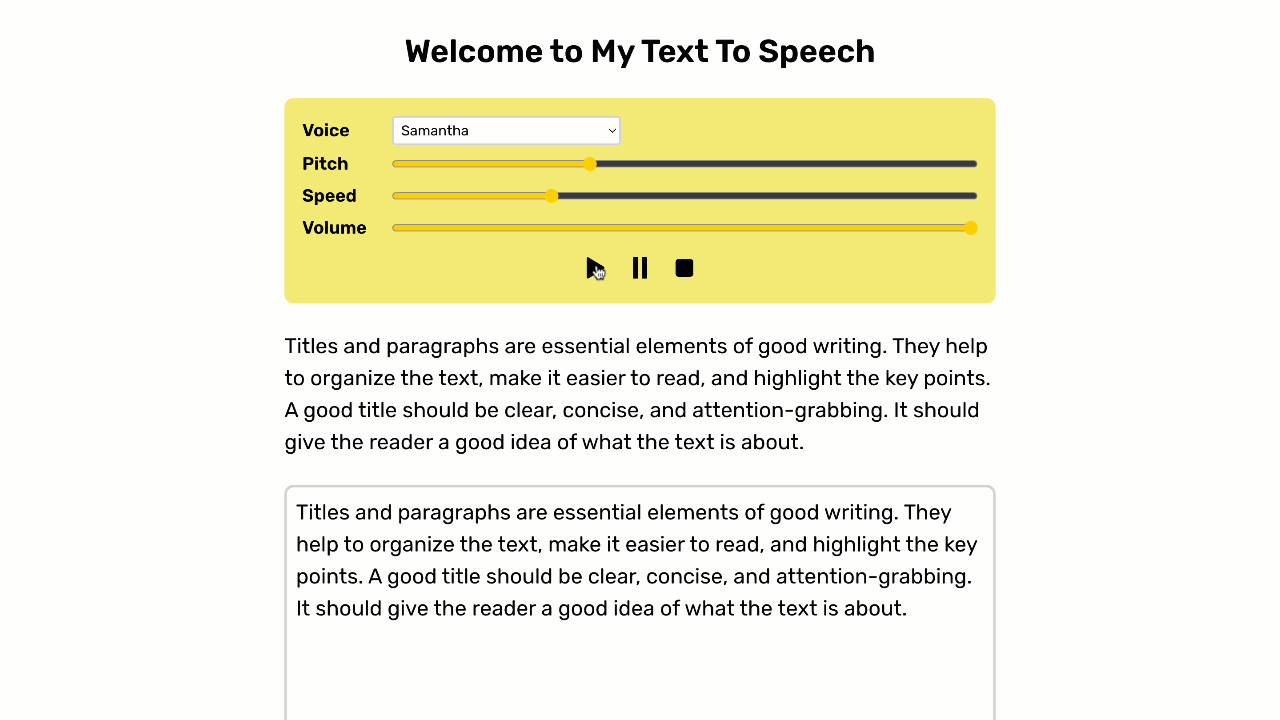 Welcome to My Text To Speech
Voice
Samantha
Pitch
Speed
Volume
Titles and paragraphs are essential elements of good writing. They help
to organize the text, make it easier to read, and highlight the key points.
A good title should be clear, concise, and attention-grabbing. It should
give the reader a good idea of what the text is about.
Titles and paragraphs are essential elements of good writing. They
help to organize the text, make it easier to read, and highlight the key
points. A good title should be clear, concise, and attention-grabbing.
It should give the reader a good idea of what the text is about.